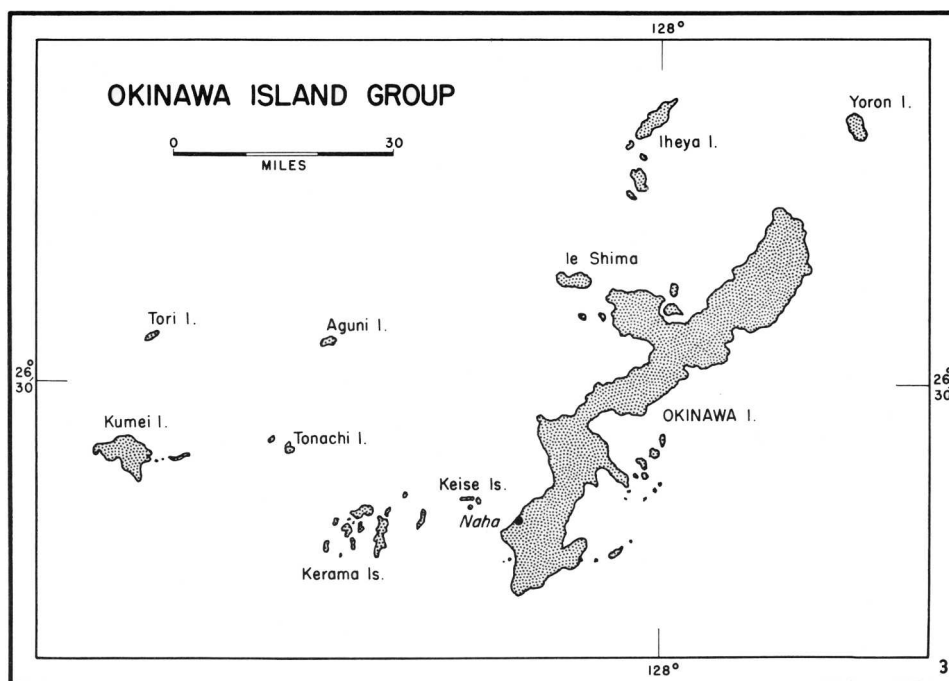 128°
OKINAWA ISLAND GROUP
0 30
MILES
Yoron I.
Iheya I.
Ie Shima
Tori I.
Aguni I.
26°
30'
26°
30'
Kumei I.
Tonachi I.
OKINAWA I.
Keise Is.
Naha
Kerama Is.
128°
3